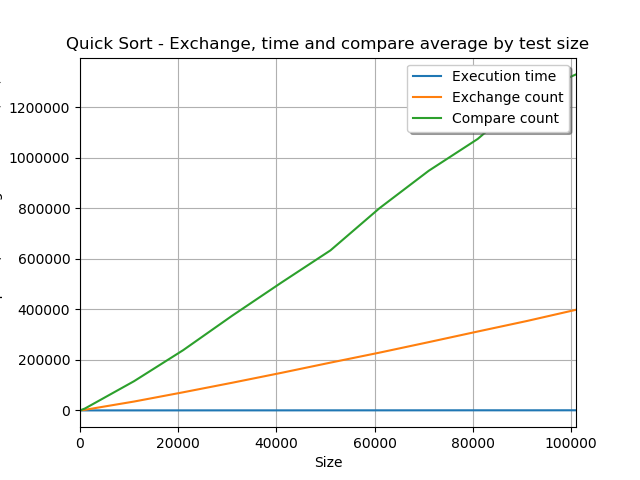 Quick Sort - Exchange, time and compare average by test size
Execution time
Exchange count
Compare count
1200000
1000000
800000
600000
400000
200000
0
0 20000 40000 60000 80000 100000
Size